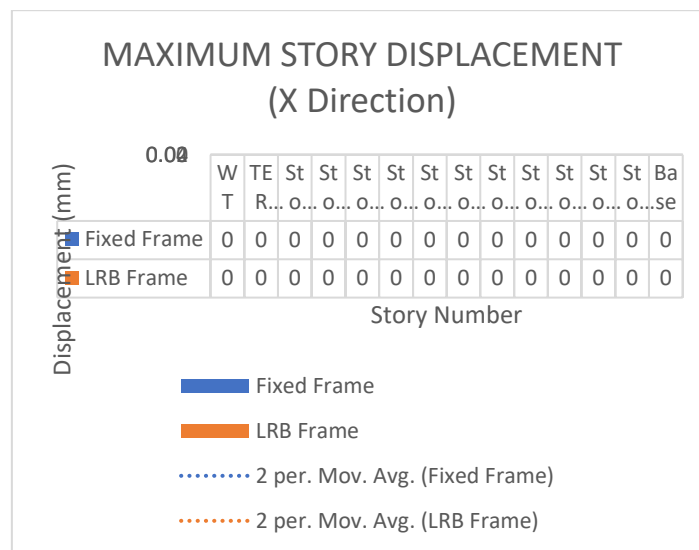 MAXIMUM STORY DISPLACEMENT
(X Direction)
Displacement (mm)
W T TE R... St o... St o... St o... St o... St o... St o... St o... St o... St o... St o... St o... Ba se
Fixed Frame 0 0 0 0 0 0 0 0 0 0 0 0 0 0
LRB Frame 0 0 0 0 0 0 0 0 0 0 0 0 0 0
Story Number
Fixed Frame
LRB Frame
2 per. Mov. Avg. (Fixed Frame)
2 per. Mov. Avg. (LRB Frame)